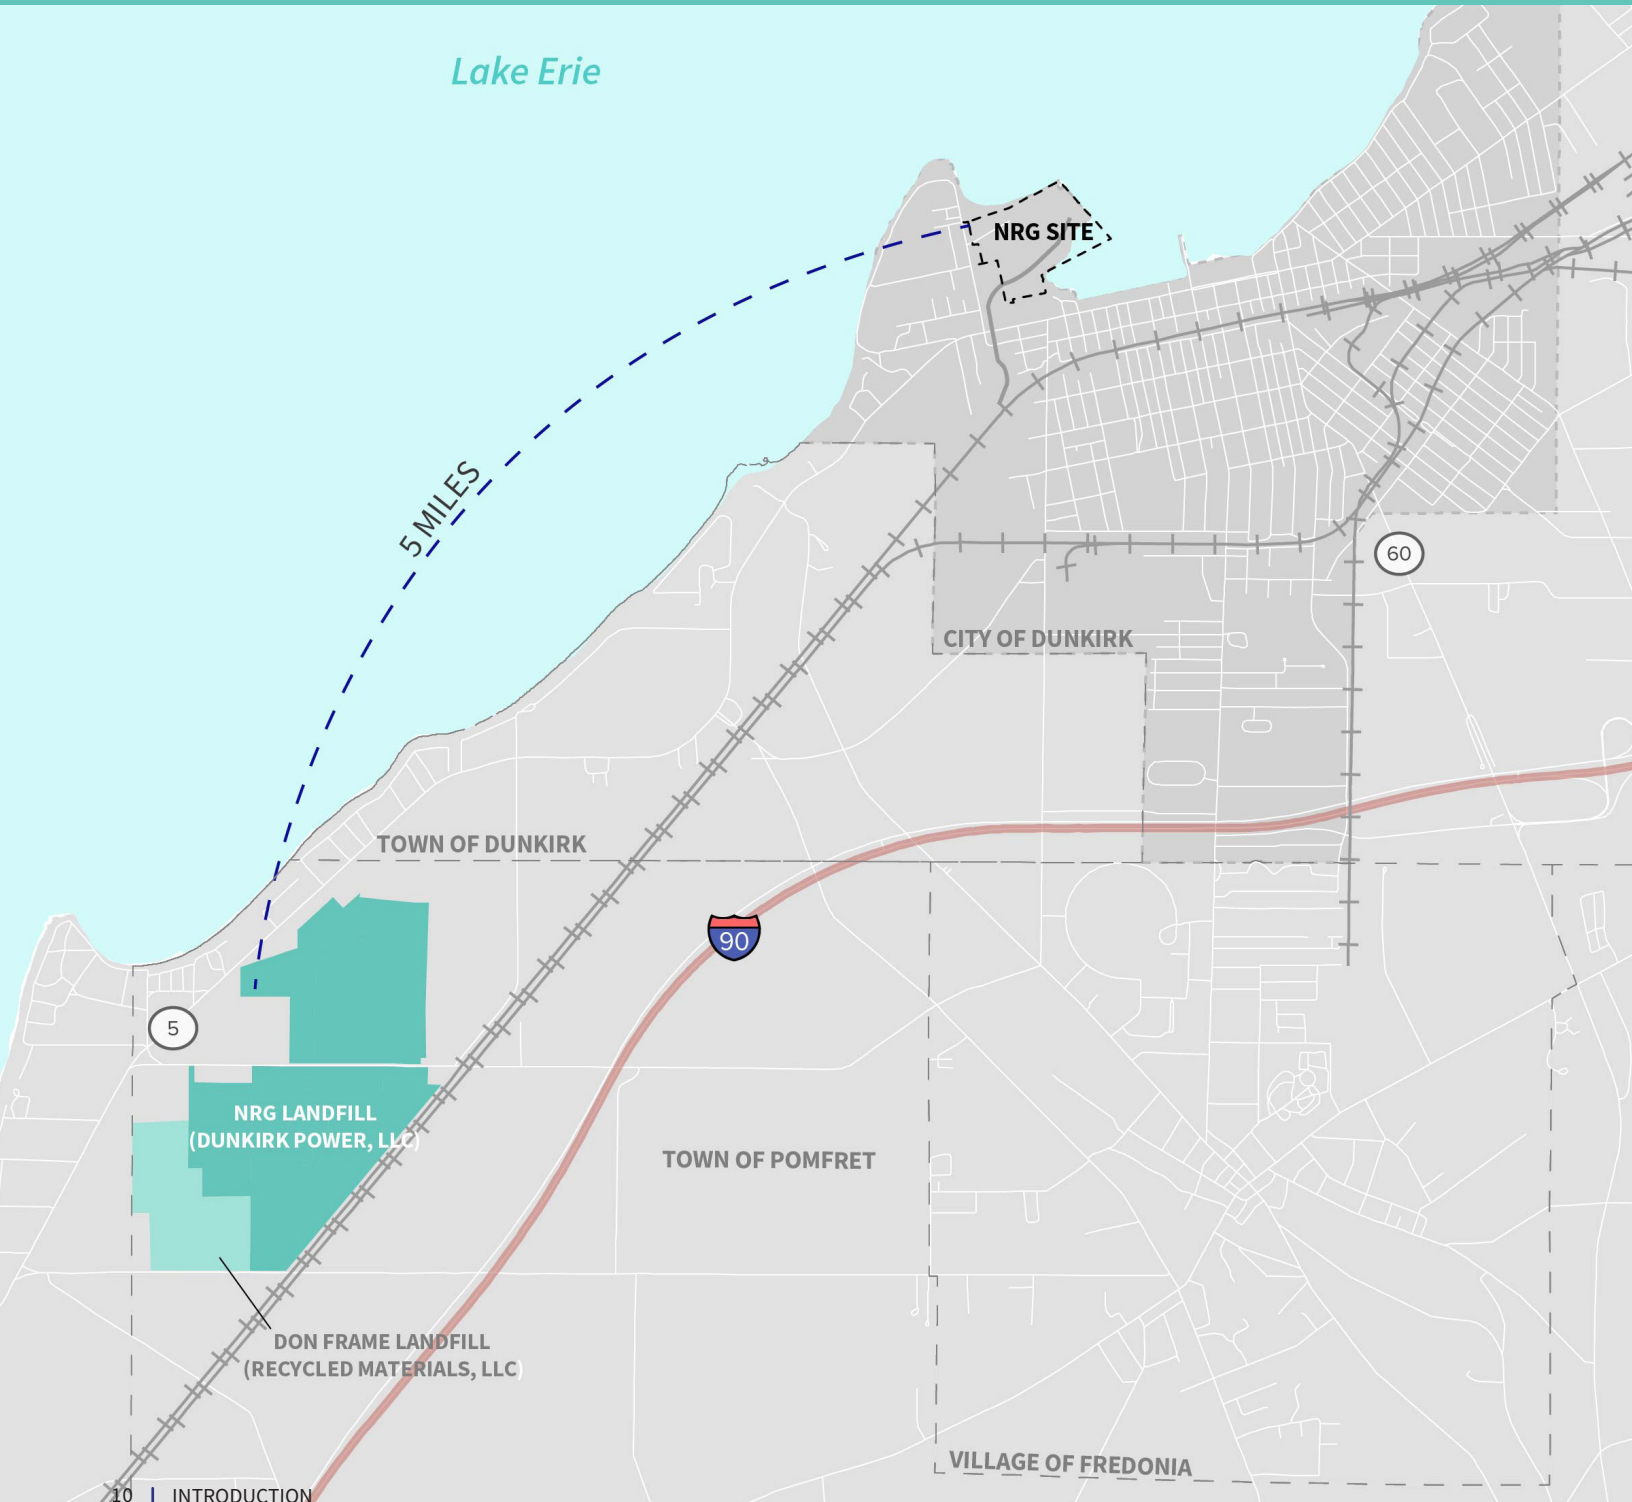 Lake Erie
NRG SITE
5 MILES
60
CITY OF DUNKIRK
TOWN OF DUNKIRK
90
5
NRG LANDFILL
(DUNKIRK POWER, LLC)
TOWN OF POMFRET
DON FRAME LANDFILL
(RECYCLED MATERIALS, LLC)
VILLAGE OF FREDONIA
10 | INTRODUCTION